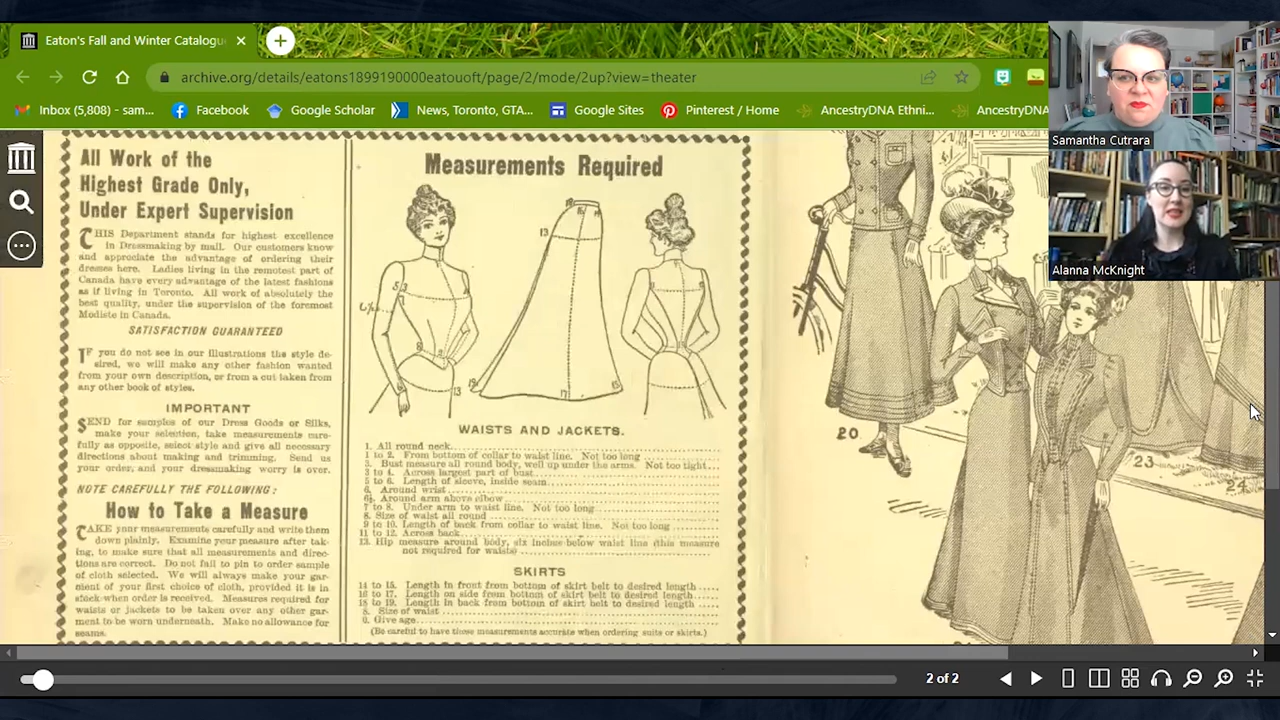 Eaton's Fall and Winter Catalogu
archive.org/details/eatons1899190000eatouoft/page/2/mode/2up?view=theater
Inbox (5,808) - sam...
Facebook
Google Scholar
News, Toronto, GTA...
Google Sites
Pinterest / Home
AncestryDNA Ethni...
AncestryDNA
Samantha Cutrara
Alanna McKnight
All Work of the
Highest Grade Only,
Under Expert Supervision
THIS Department stands for highest excellence
in Dressmaking by mail. Our customers know
and appreciate the advantage of ordering their
dresses here. Ladies living in the remotest part of
Canada have every advantage of the latest fashions
as if living in Toronto. All work of absolutely the
best quality, under the supervision of the foremost
Modiste in Canada.
SATISFACTION GUARANTEED
IF you do not see in our illustrations the style de-
sired, we will make any other fashion wanted
from your own description, or from a cut taken from
any other book of styles.
IMPORTANT
SEND for samples of our Dress Goods or Silks,
make your selection, take measurements care-
fully as opposite, select style and give all necessary
directions about making and trimming. Send us
your order, and your dressmaking worry is over.
NOTE CAREFULLY THE FOLLOWING:
How to Take a Measure
TAKE your measurements carefully and write them
down plainly. Examine your measure after tak-
ing, to make sure that all measurements and direc-
tions are correct. Do not fail to pin to order sample
of cloth selected. We will always make your gar-
ment of your first choice of cloth, provided it is in
stock when order is received. Measures required for
waists or jackets to be taken over any other gar-
ment to be worn underneath. Make no allowance for
seams.
Measurements Required
13
13
17
WAISTS AND JACKETS.
1. All round neck
1 to 2. From bottom of collar to waist line. Not too long
3. Bust measure all round body, well up under the arms. Not too tight
3 to 4. Across largest part of bust
5 to 6. Length of sleeve, inside seam
6. Around wrist
6½. Around arm above elbow
7 to 8. Under arm to waist line. Not too long
8. Size of waist all round
9 to 10. Length of back from collar to waist line. Not too long
11 to 12. Across back
13. Hip measure around body, six inches below waist line (this measure
not required for waists)
SKIRTS
14 to 15. Length in front from bottom of skirt belt to desired length
16 to 17. Length on side from bottom of skirt belt to desired length
18 to 19. Length in back from bottom of skirt belt to desired length
8. Size of waist
0. Give age
(Be careful to have these measurements accurate when ordering suits or skirts.)
20
23
24
2 of 2